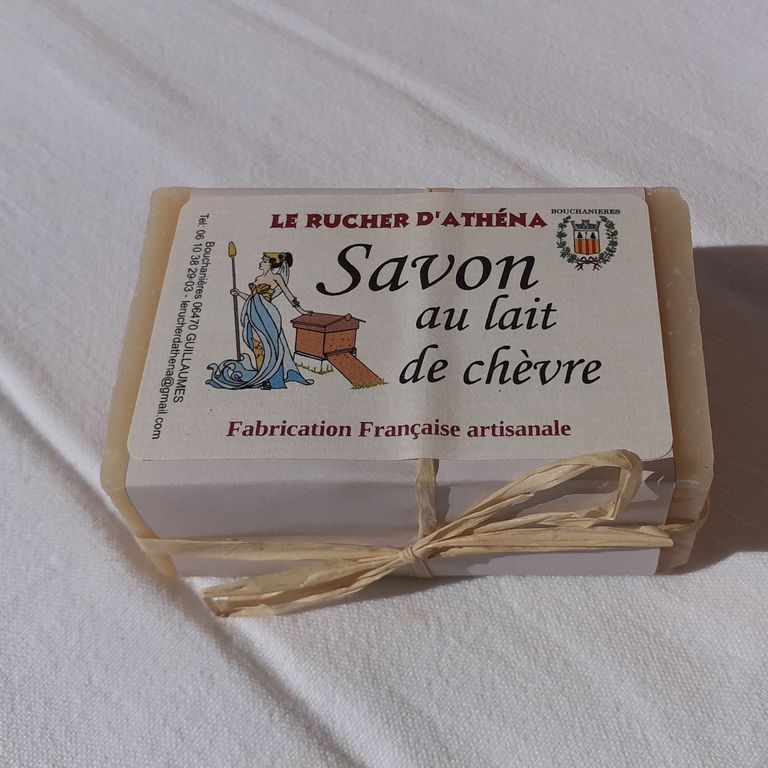 LE RUCHER D'ATHÉNA
BOUCHANIERES
Savon
au lait
de chèvre
Fabrication Française artisanale
Bouchanières 06470 GUILLAUMES
Tel: 06 10 38 29-03 - lerucherdathena@gmail.com